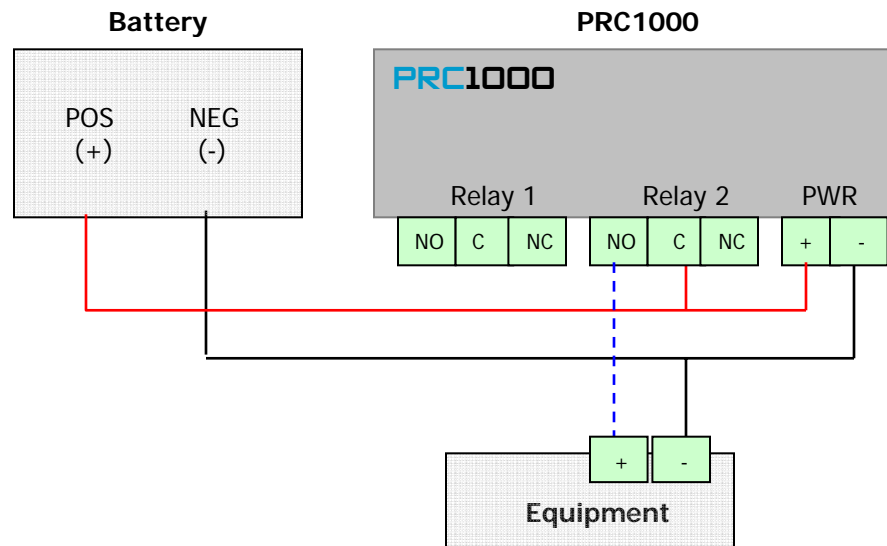 Battery
PRC1000
PRC1000
POS
(+)
NEG
(-)
Relay 1
Relay 2
PWR
NO C NC
NO C NC
+ -
+ -
Equipment